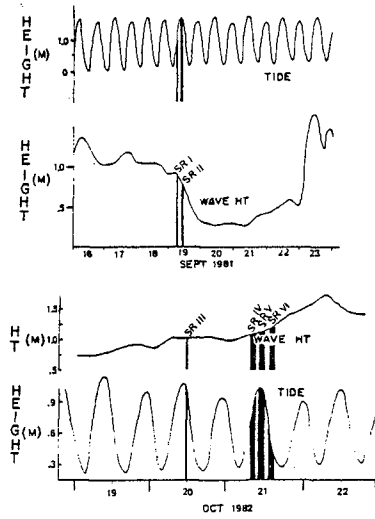 HEIGHT (M)
1,0
0
TIDE
HEIGHT (M)
1,0
.5
SR I
SR II
WAVE HT
16 17 18 19 20 21 22 23
SEPT 1981
HT (M)
1.5
1.0
.5
SR III
SR IV
SR V
SR VI
WAVE HT
HEIGHT (M)
.9
.6
.3
TIDE
19 20 21 22
OCT 1982